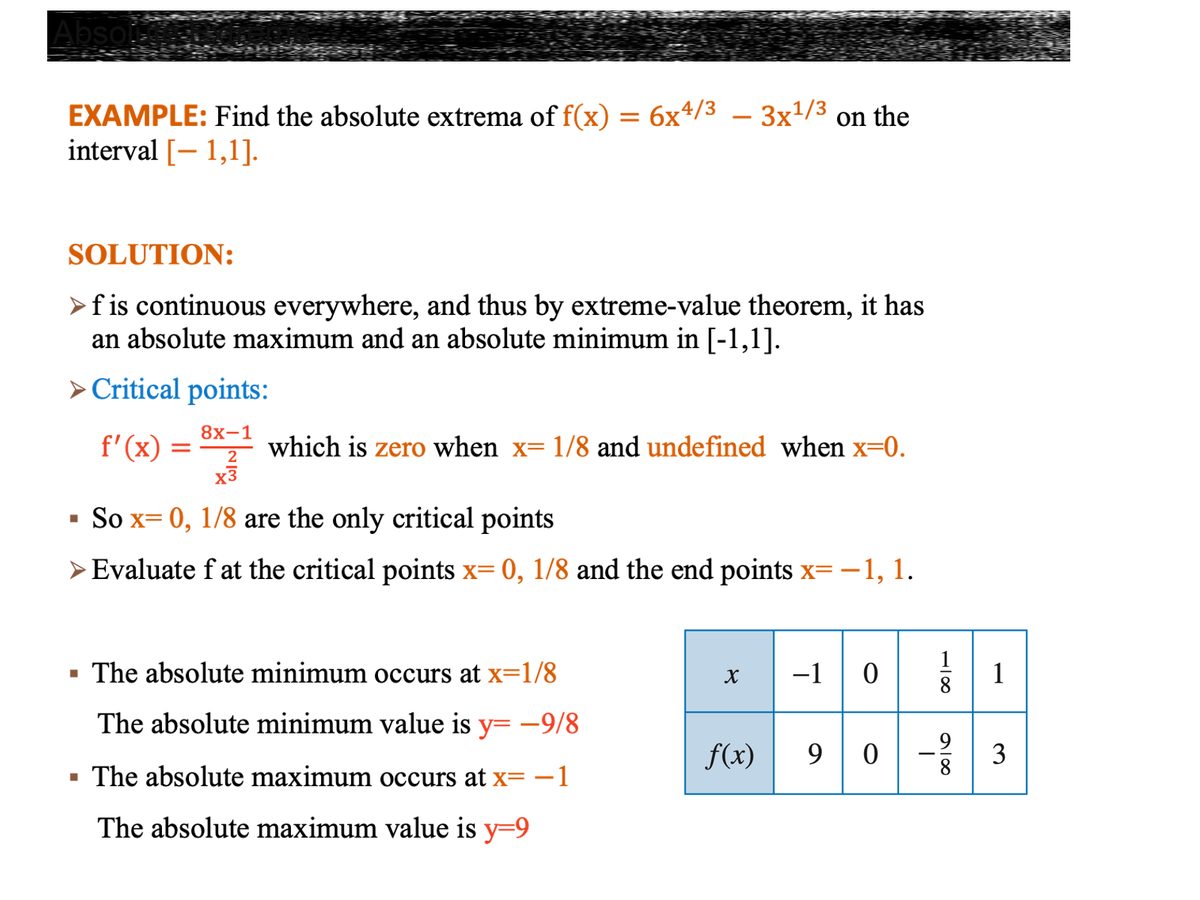 EXAMPLE: Find the absolute extrema of f(x) = 6x^4/3 − 3x^1/3 on the
interval [− 1,1].
SOLUTION:
➢ f is continuous everywhere, and thus by extreme-value theorem, it has
an absolute maximum and an absolute minimum in [-1,1].
➢ Critical points:
f′(x) = (8x−1)/(x^(2/3)) which is zero when x= 1/8 and undefined when x=0.
▪ So x= 0, 1/8 are the only critical points
➢ Evaluate f at the critical points x= 0, 1/8 and the end points x= −1, 1.
▪ The absolute minimum occurs at x=1/8
The absolute minimum value is y= −9/8
▪ The absolute maximum occurs at x= −1
The absolute maximum value is y=9
x −1 0 1/8 1
f(x) 9 0 −9/8 3